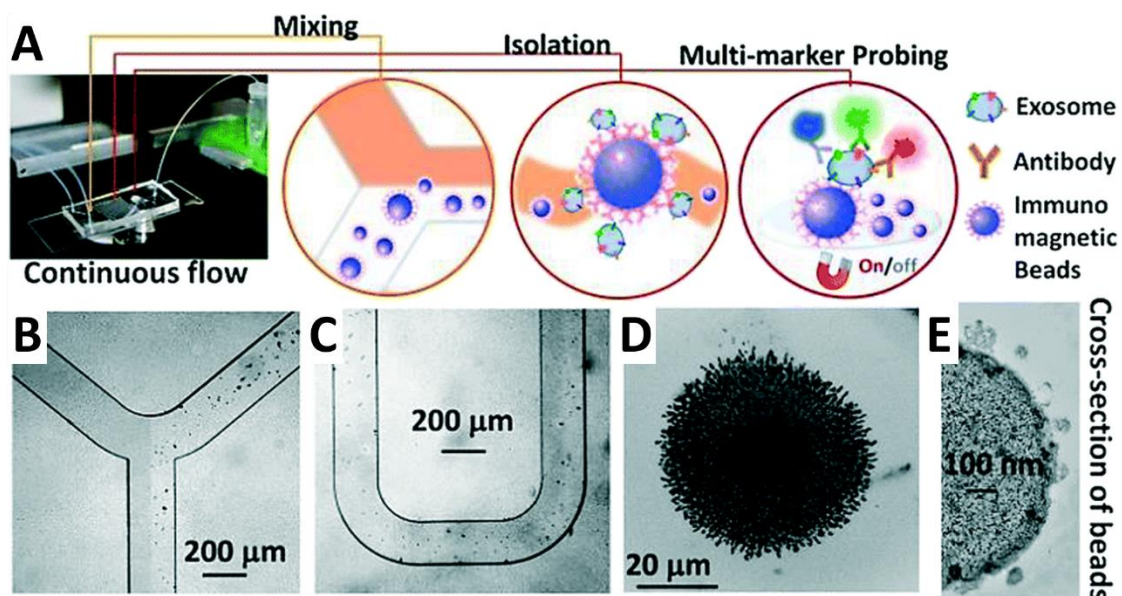 A
Mixing
Isolation
Multi-marker Probing
Exosome
Antibody
Immuno
magnetic
Beads
On/off
Continuous flow
B
200 μm
C
200 μm
D
20 μm
E
100 nm
Cross-section of beads